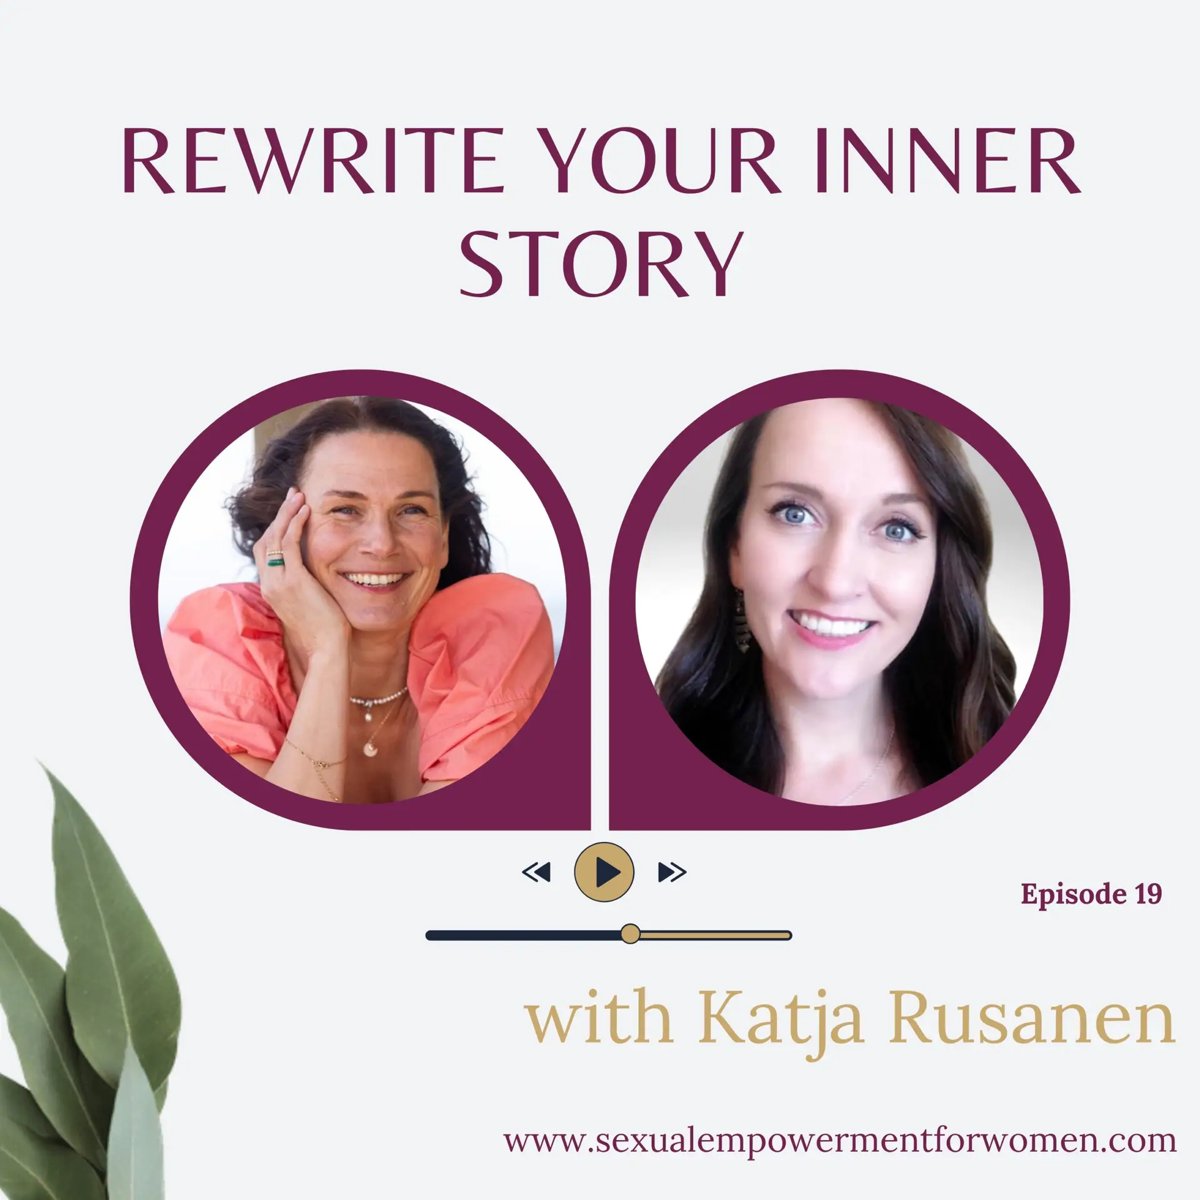 REWRITE YOUR INNER
STORY
Episode 19
with Katja Rusanen
www.sexualempowermentforwomen.com